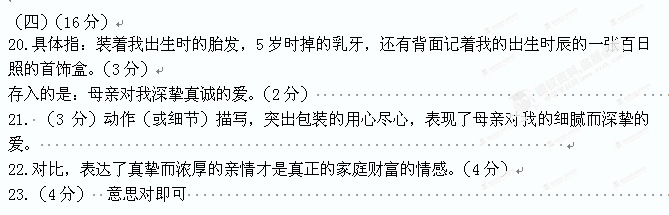 （四）(16 分)
20.具体指：装着我出生时的胎发，5 岁时掉的乳牙，还有背面记着我的出生时辰的一张百日
照的首饰盒。（3 分）
存入的是：母亲对我深挚真诚的爱。（2 分）
21.（3 分）动作（或细节）描写，突出包装的用心尽心，表现了母亲对我的细腻而深挚的
爱。
22.对比，表达了真挚而浓厚的亲情才是真正的家庭财富的情感。（4 分）
23.（4 分） 意思对即可